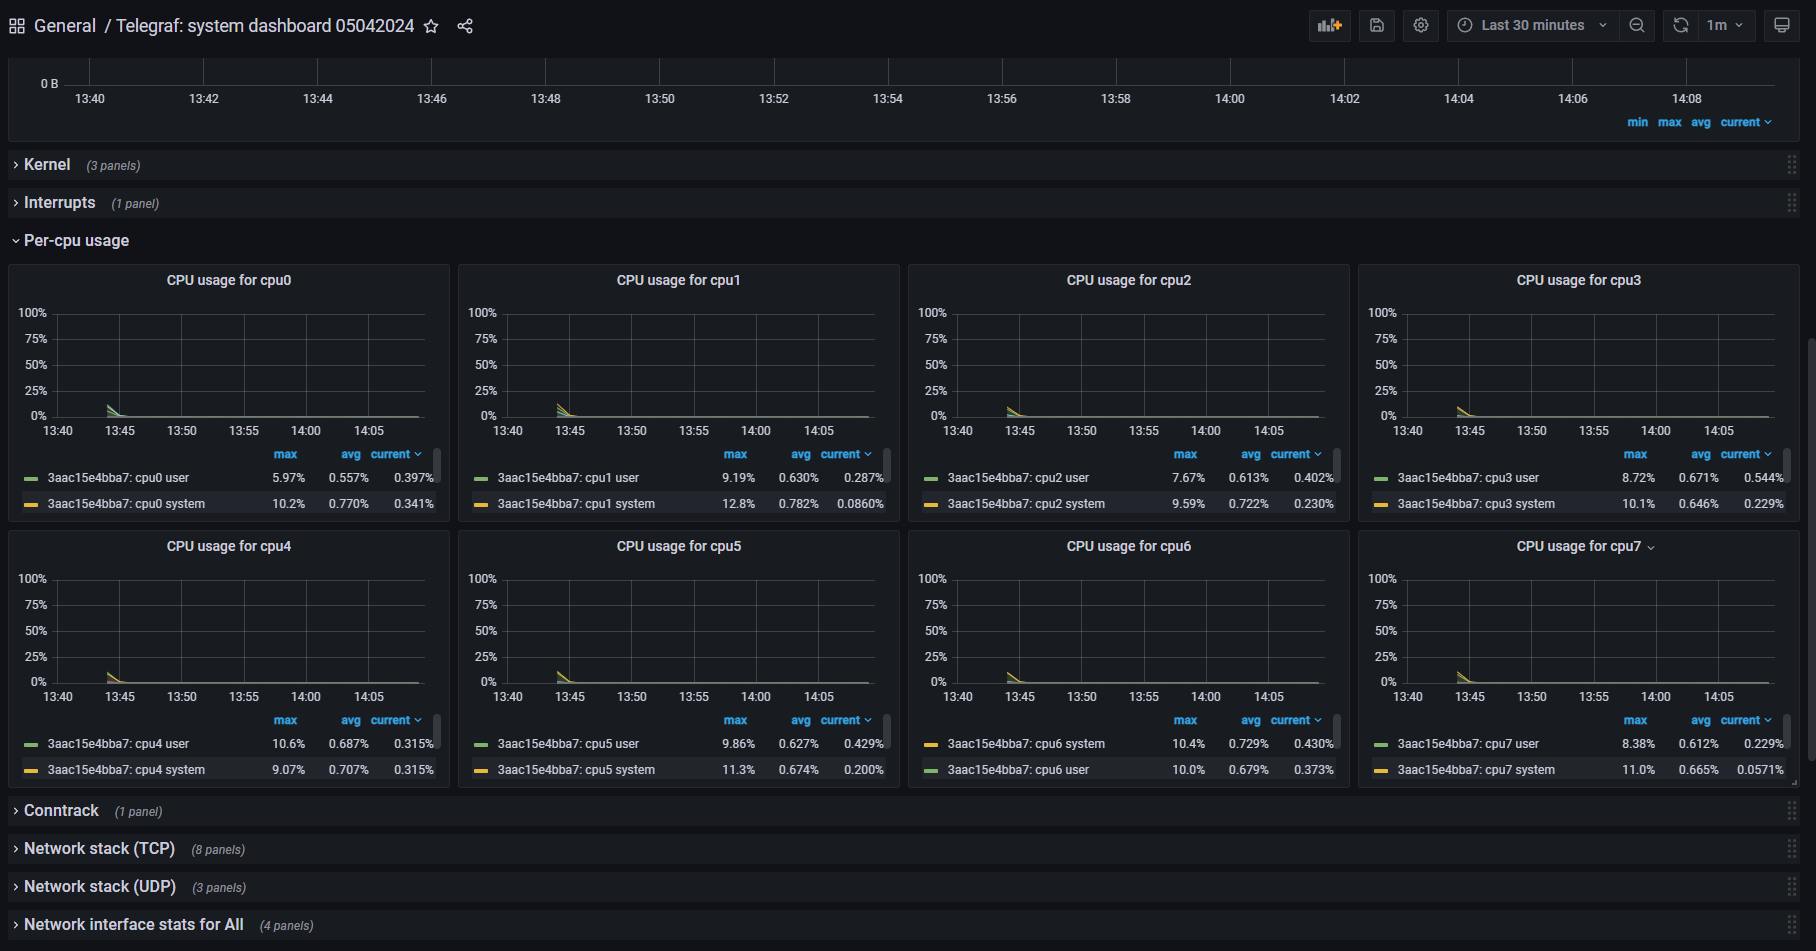 General / Telegraf: system dashboard 05042024
Last 30 minutes
1m
0 B
13:40 13:42 13:44 13:46 13:48 13:50 13:52 13:54 13:56 13:58 14:00 14:02 14:04 14:06 14:08
min max avg current
Kernel (3 panels)
Interrupts (1 panel)
Per-cpu usage
CPU usage for cpu0
100%
75%
50%
25%
0%
13:40 13:45 13:50 13:55 14:00 14:05
max avg current
3aac15e4bba7: cpu0 user 5.97% 0.557% 0.397%
3aac15e4bba7: cpu0 system 10.2% 0.770% 0.341%
CPU usage for cpu1
100%
75%
50%
25%
0%
13:40 13:45 13:50 13:55 14:00 14:05
max avg current
3aac15e4bba7: cpu1 user 9.19% 0.630% 0.287%
3aac15e4bba7: cpu1 system 12.8% 0.782% 0.0860%
CPU usage for cpu2
100%
75%
50%
25%
0%
13:40 13:45 13:50 13:55 14:00 14:05
max avg current
3aac15e4bba7: cpu2 user 7.67% 0.613% 0.402%
3aac15e4bba7: cpu2 system 9.59% 0.722% 0.230%
CPU usage for cpu3
100%
75%
50%
25%
0%
13:40 13:45 13:50 13:55 14:00 14:05
max avg current
3aac15e4bba7: cpu3 user 8.72% 0.671% 0.544%
3aac15e4bba7: cpu3 system 10.1% 0.646% 0.229%
CPU usage for cpu4
100%
75%
50%
25%
0%
13:40 13:45 13:50 13:55 14:00 14:05
max avg current
3aac15e4bba7: cpu4 user 10.6% 0.687% 0.315%
3aac15e4bba7: cpu4 system 9.07% 0.707% 0.315%
CPU usage for cpu5
100%
75%
50%
25%
0%
13:40 13:45 13:50 13:55 14:00 14:05
max avg current
3aac15e4bba7: cpu5 user 9.86% 0.627% 0.429%
3aac15e4bba7: cpu5 system 11.3% 0.674% 0.200%
CPU usage for cpu6
100%
75%
50%
25%
0%
13:40 13:45 13:50 13:55 14:00 14:05
max avg current
3aac15e4bba7: cpu6 system 10.4% 0.729% 0.430%
3aac15e4bba7: cpu6 user 10.0% 0.679% 0.373%
CPU usage for cpu7
100%
75%
50%
25%
0%
13:40 13:45 13:50 13:55 14:00 14:05
max avg current
3aac15e4bba7: cpu7 user 8.38% 0.612% 0.229%
3aac15e4bba7: cpu7 system 11.0% 0.665% 0.0571%
Conntrack (1 panel)
Network stack (TCP) (8 panels)
Network stack (UDP) (3 panels)
Network interface stats for All (4 panels)